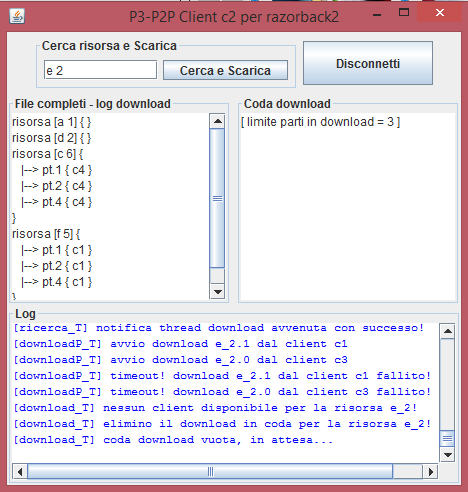 P3-P2P Client c2 per razorback2
Cerca risorsa e Scarica
e 2
Cerca e Scarica
Disconnetti
File completi - log download
risorsa [a 1] { }
risorsa [d 2] { }
risorsa [c 6] {
|--> pt.1 { c4 }
|--> pt.2 { c4 }
|--> pt.4 { c4 }
}
risorsa [f 5] {
|--> pt.1 { c1 }
|--> pt.2 { c1 }
|--> pt.4 { c1 }
}
Coda download
[ limite parti in download = 3 ]
Log
[ricerca_T] notifica thread download avvenuta con successo!
[downloadP_T] avvio download e_2.1 dal client c1
[downloadP_T] avvio download e_2.0 dal client c3
[downloadP_T] timeout! download e_2.1 dal client c1 fallito!
[downloadP_T] timeout! download e_2.0 dal client c3 fallito!
[download_T] nessun client disponibile per la risorsa e_2!
[download_T] elimino il download in coda per la risorsa e_2!
[download_T] coda download vuota, in attesa...